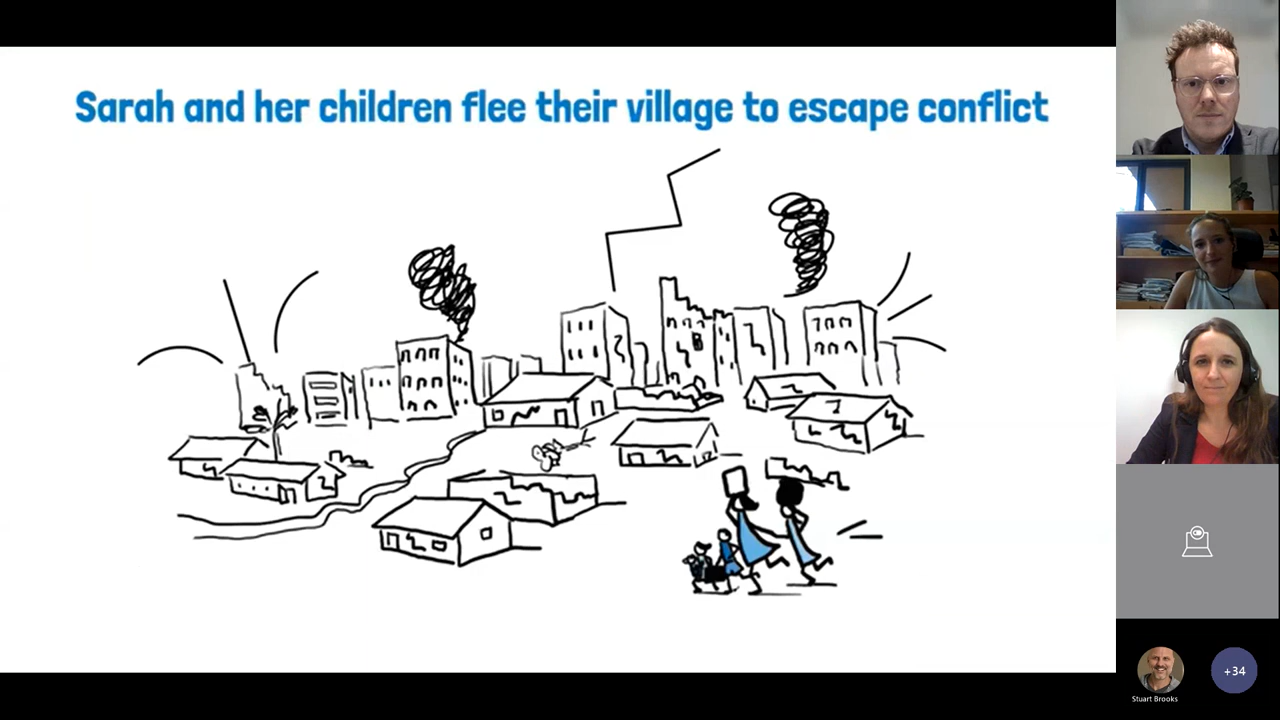 Sarah and her children flee their village to escape conflict
Stuart Brooks
+34